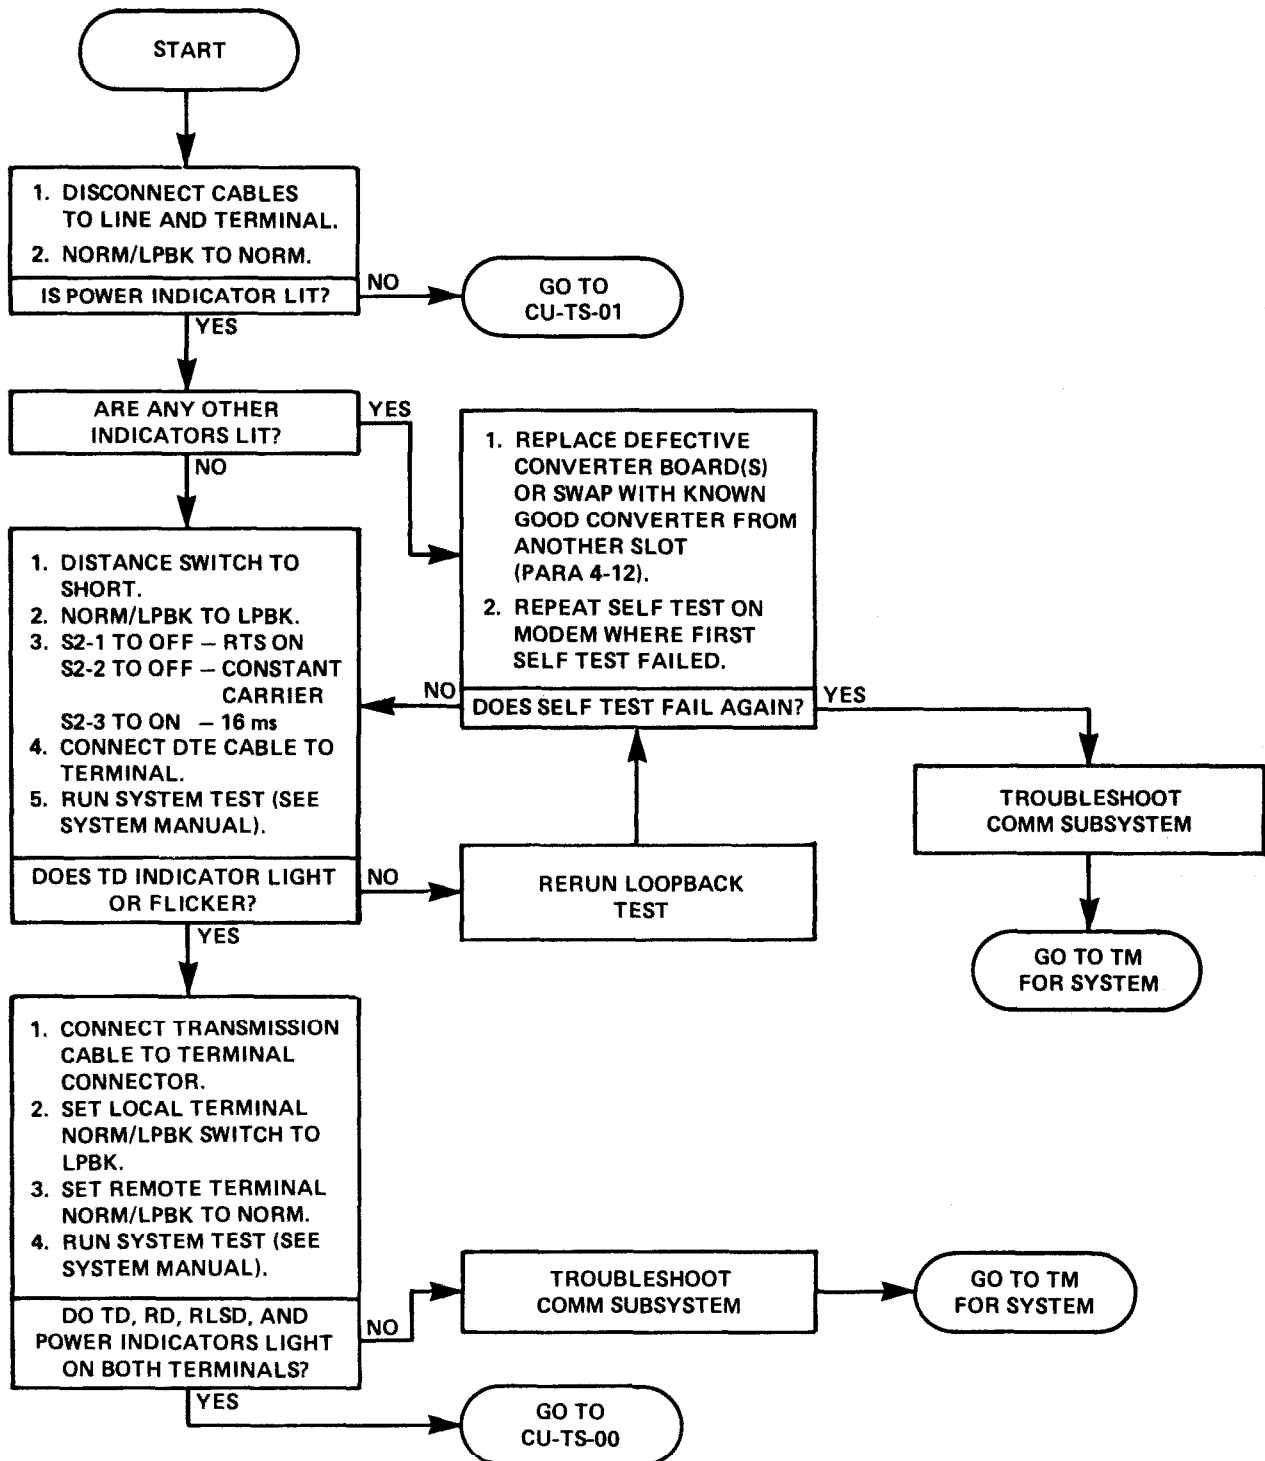 START
1. DISCONNECT CABLES
TO LINE AND TERMINAL.
2. NORM/LPBK TO NORM.
IS POWER INDICATOR LIT?
NO
GO TO
CU-TS-01
YES
ARE ANY OTHER
INDICATORS LIT?
YES
NO
1. REPLACE DEFECTIVE
CONVERTER BOARD(S)
OR SWAP WITH KNOWN
GOOD CONVERTER FROM
ANOTHER SLOT
(PARA 4-12).
2. REPEAT SELF TEST ON
MODEM WHERE FIRST
SELF TEST FAILED.
DOES SELF TEST FAIL AGAIN?
NO
YES
1. DISTANCE SWITCH TO
SHORT.
2. NORM/LPBK TO LPBK.
3. S2-1 TO OFF – RTS ON
S2-2 TO OFF – CONSTANT
CARRIER
S2-3 TO ON – 16 ms
4. CONNECT DTE CABLE TO
TERMINAL.
5. RUN SYSTEM TEST (SEE
SYSTEM MANUAL).
DOES TD INDICATOR LIGHT
OR FLICKER?
NO
RERUN LOOPBACK
TEST
TROUBLESHOOT
COMM SUBSYSTEM
GO TO TM
FOR SYSTEM
YES
1. CONNECT TRANSMISSION
CABLE TO TERMINAL
CONNECTOR.
2. SET LOCAL TERMINAL
NORM/LPBK SWITCH TO
LPBK.
3. SET REMOTE TERMINAL
NORM/LPBK TO NORM.
4. RUN SYSTEM TEST (SEE
SYSTEM MANUAL).
DO TD, RD, RLSD, AND
POWER INDICATORS LIGHT
ON BOTH TERMINALS?
NO
TROUBLESHOOT
COMM SUBSYSTEM
GO TO TM
FOR SYSTEM
YES
GO TO
CU-TS-00